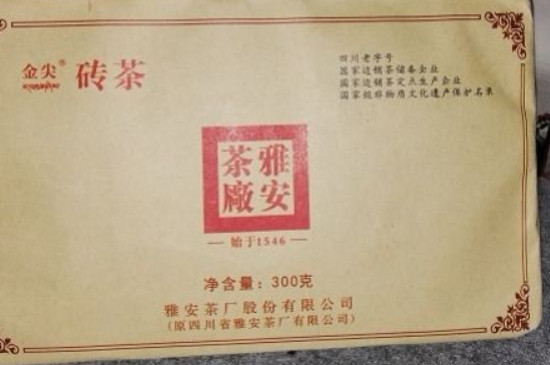 金尖® 砖茶
四川老字号
国家边销茶储备企业
国家边销茶定点生产企业
国家级非物质文化遗产保护名录
雅安
茶廠
始于1546
净含量：300克
雅安茶厂股份有限公司
（原四川省雅安茶厂有限公司）